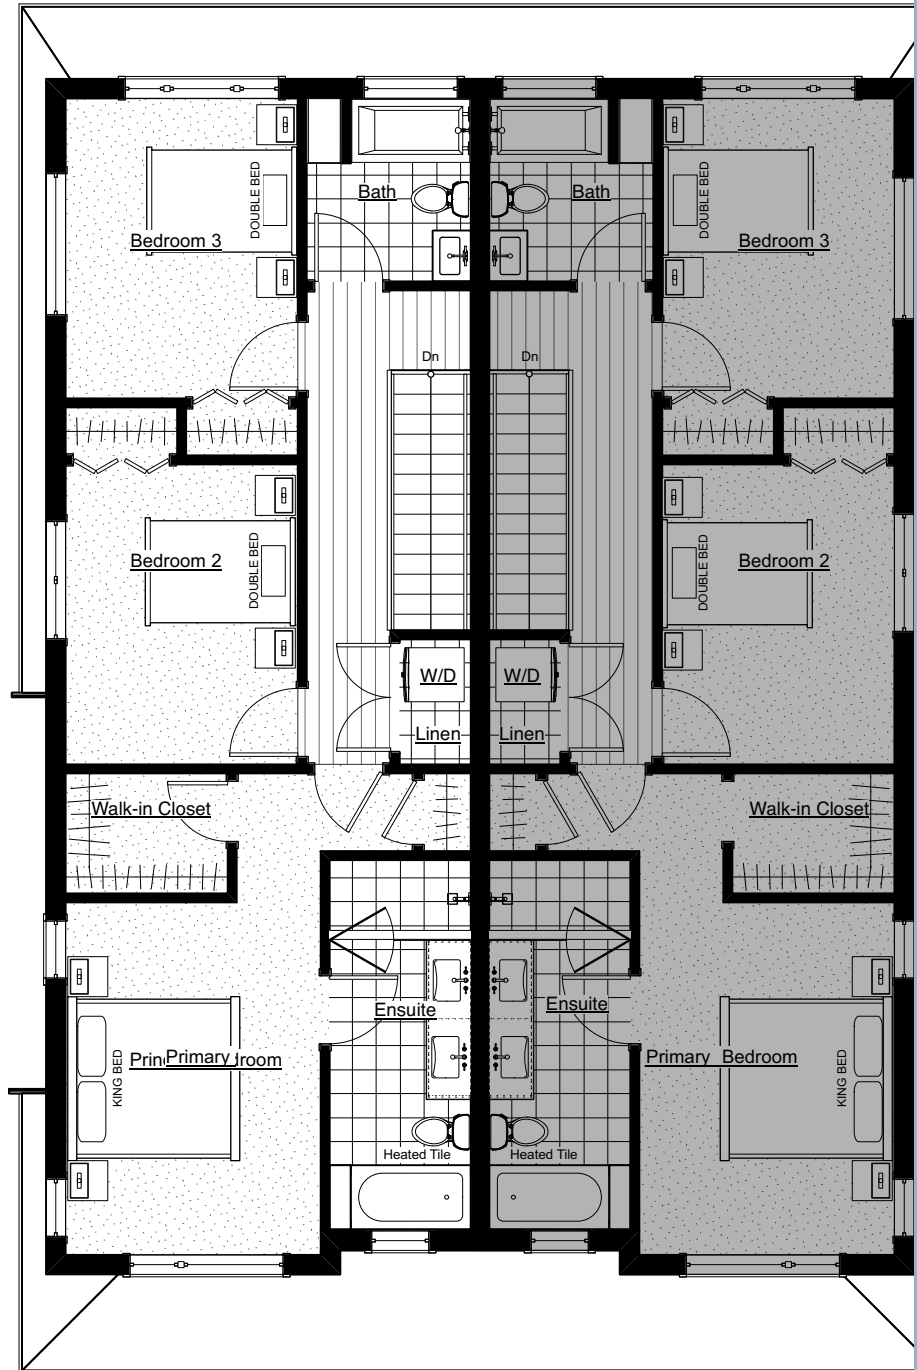 Bath
Bath
DOUBLE BED
DOUBLE BED
Bedroom 3
Bedroom 3
Dn
Dn
DOUBLE BED
DOUBLE BED
Bedroom 2
Bedroom 2
W/D
W/D
Linen
Linen
Walk-in Closet
Walk-in Closet
Ensuite
Ensuite
Primary
Primary Bedroom
KING BED
KING BED
Heated Tile
Heated Tile